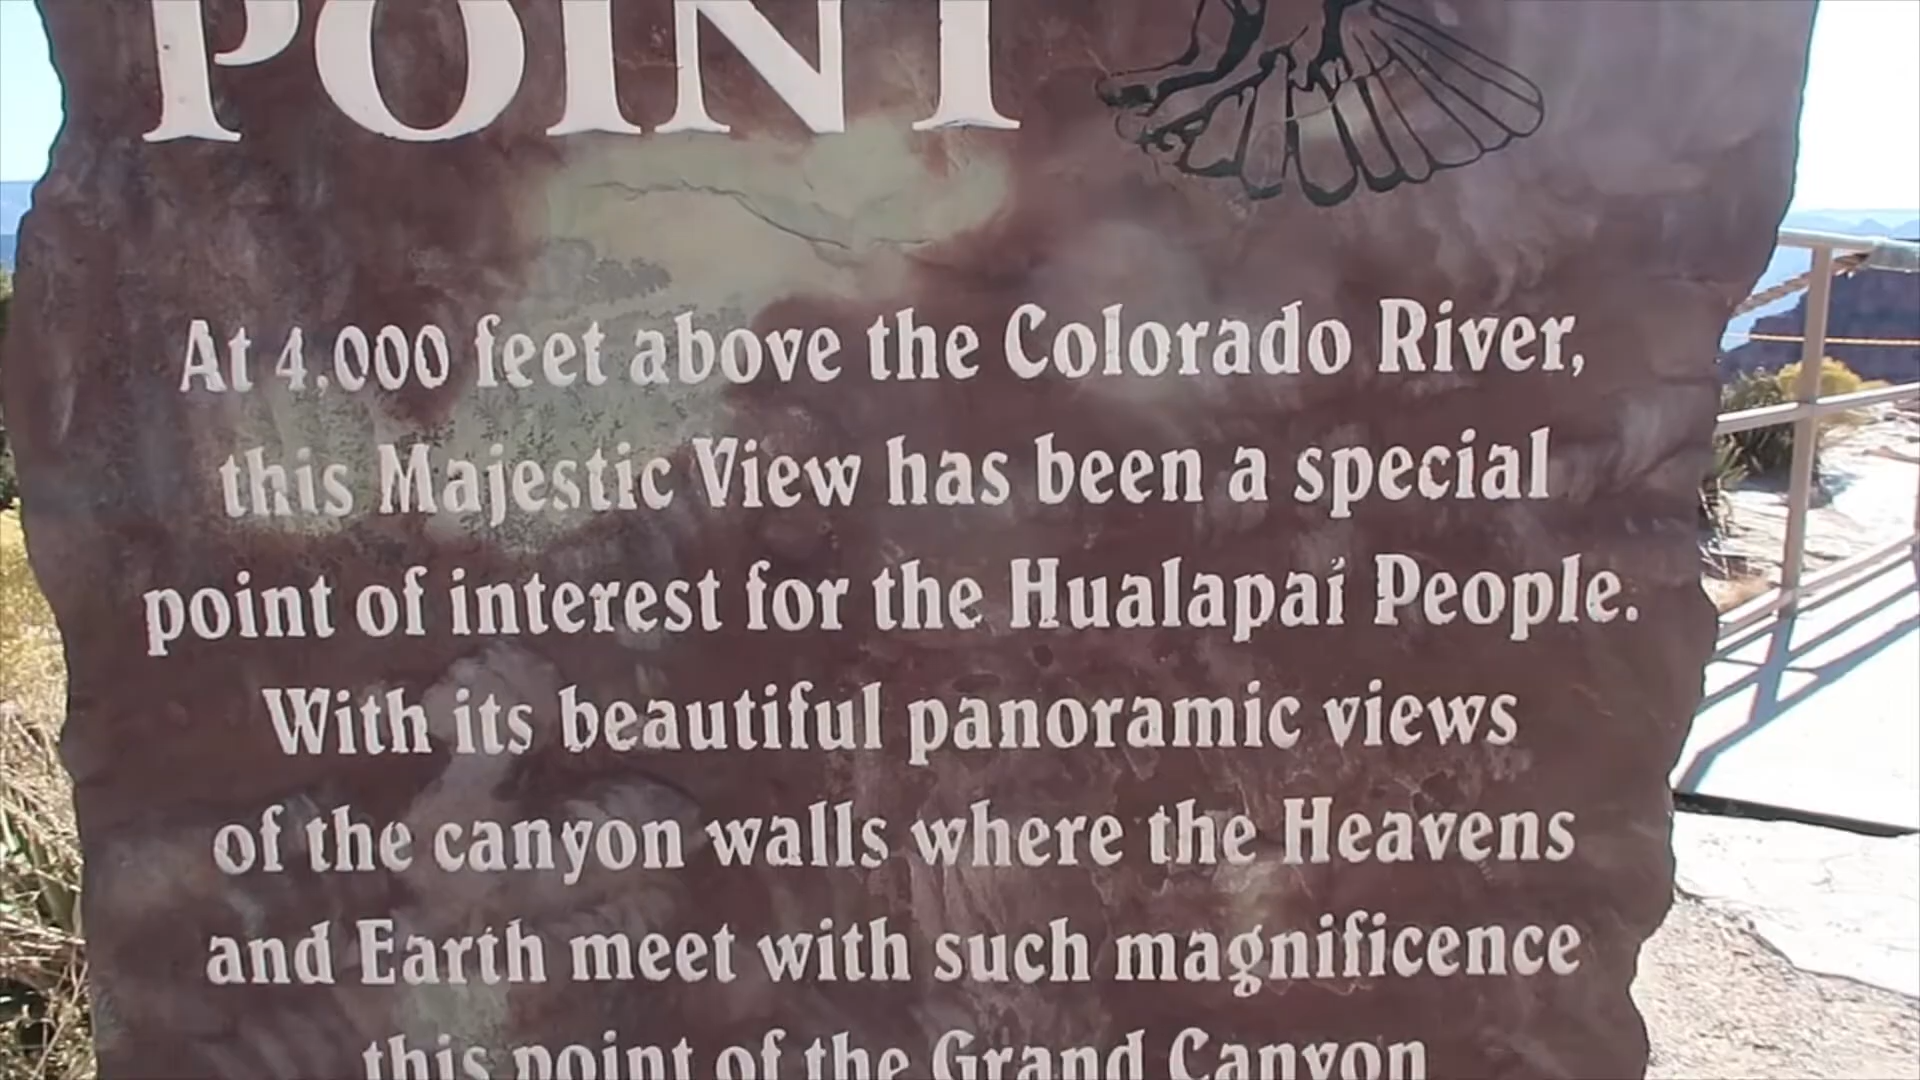 POINT
At 4,000 feet above the Colorado River,
this Majestic View has been a special
point of interest for the Hualapai People.
With its beautiful panoramic views
of the canyon walls where the Heavens
and Earth meet with such magnificence
this point of the Grand Canyon